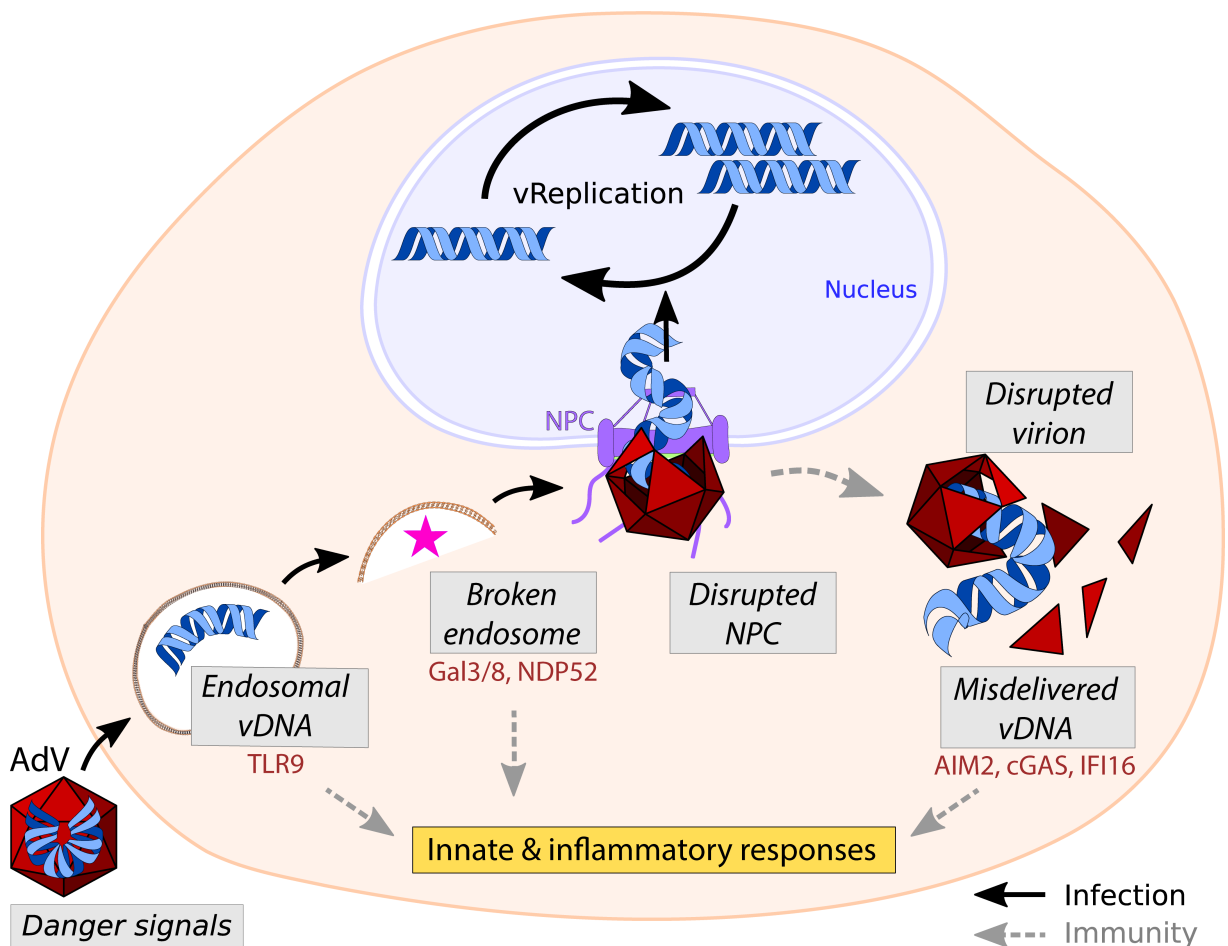 vReplication
Nucleus
NPC
Disrupted
virion
Broken
endosome
Gal3/8, NDP52
Disrupted
NPC
Endosomal
vDNA
TLR9
Misdelivered
vDNA
AIM2, cGAS, IFI16
AdV
Innate & inflammatory responses
Danger signals
Infection
Immunity